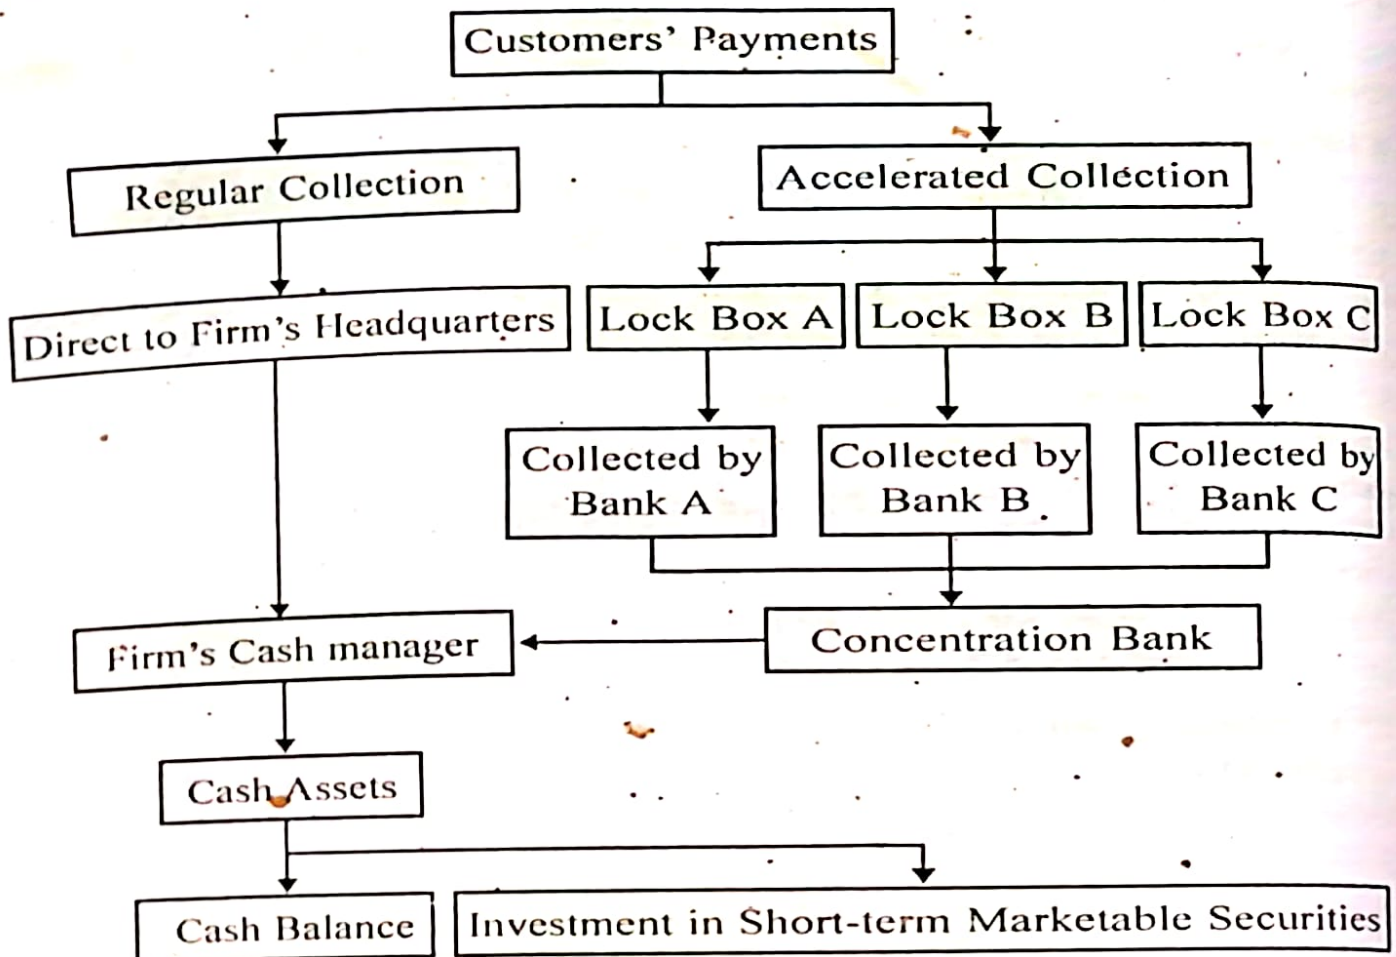 Customers' Payments
Regular Collection
Accelerated Collection
Direct to Firm's Headquarters
Lock Box A
Lock Box B
Lock Box C
Collected by
Bank A
Collected by
Bank B
Collected by
Bank C
Firm's Cash manager
Concentration Bank
Cash Assets
Cash Balance
Investment in Short-term Marketable Securities